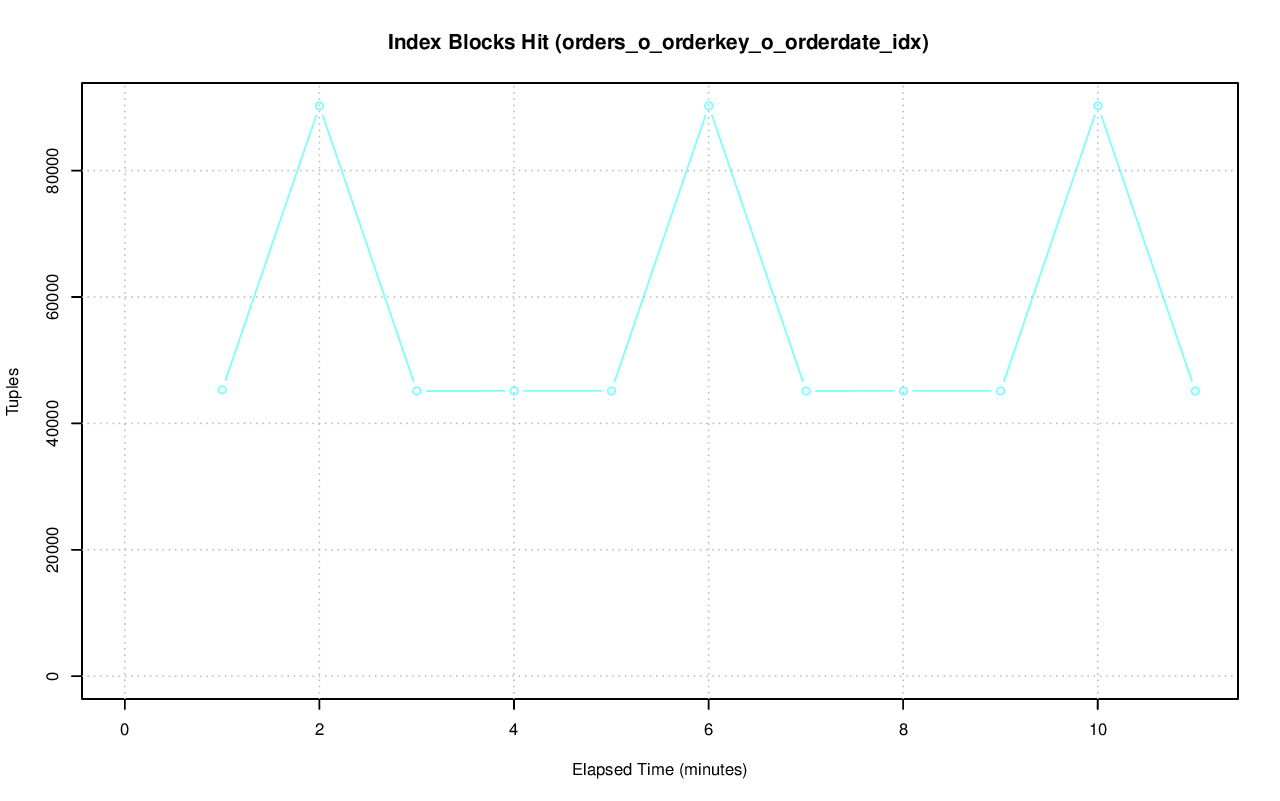 Index Blocks Hit (orders_o_orderkey_o_orderdate_idx)
80000
60000
40000
20000
0
Tuples
0 2 4 6 8 10
Elapsed Time (minutes)